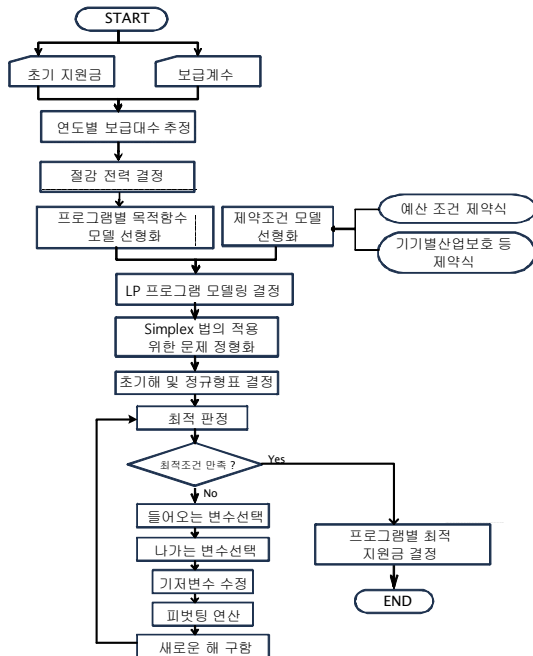 START
초기 지원금
보급계수
연도별 보급대수 추정
절감 전력 결정
프로그램별 목적함수
모델 선형화
제약조건 모델
선형화
예산 조건 제약식
기기별산업보호 등
제약식
LP 프로그램 모델링 결정
Simplex 법의 적용
위한 문제 정형화
초기해 및 정규형표 결정
최적 판정
최적조건 만족 ?
Yes
No
들어오는 변수선택
나가는 변수선택
기저변수 수정
피벗팅 연산
새로운 해 구함
프로그램별 최적
지원금 결정
END